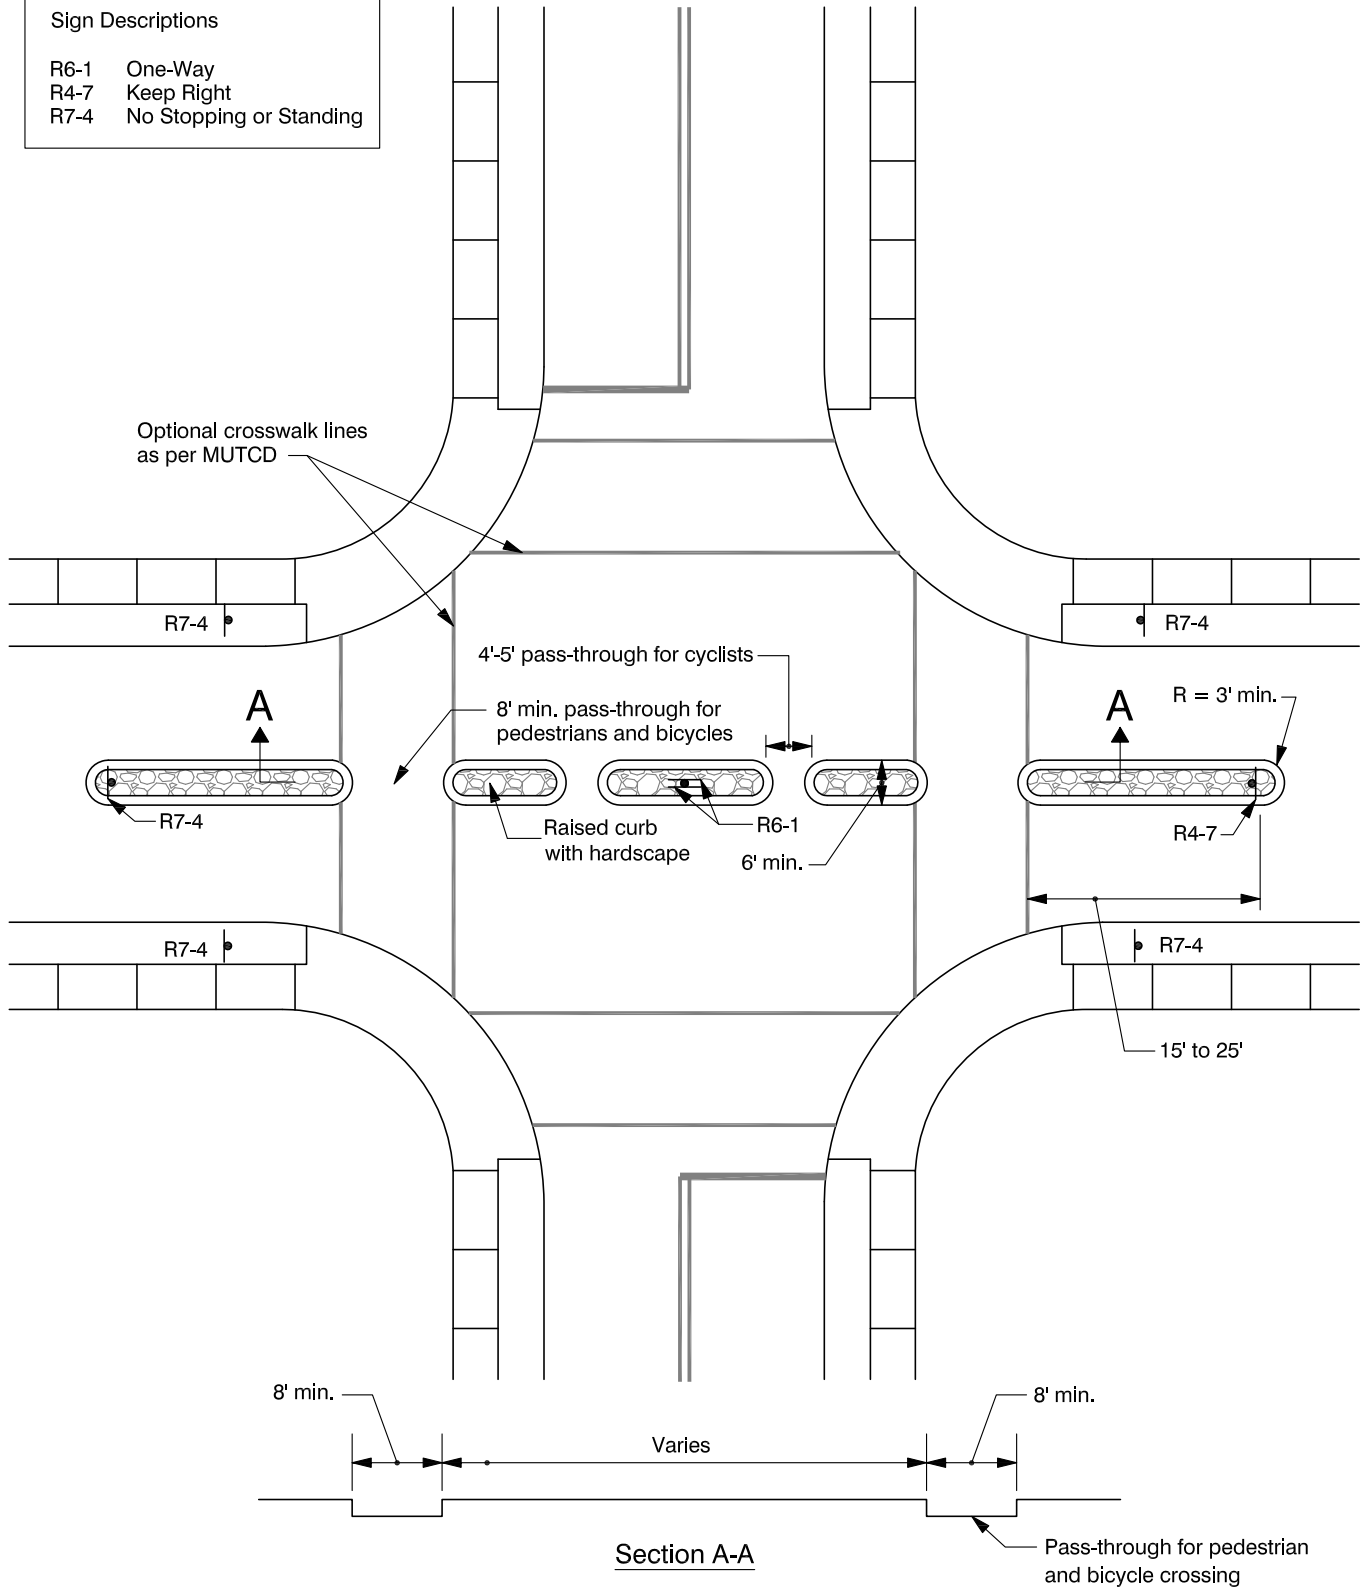 Sign Descriptions
R6-1 One-Way
R4-7 Keep Right
R7-4 No Stopping or Standing
Optional crosswalk lines
as per MUTCD
R7-4
R7-4
4'-5' pass-through for cyclists
A
8' min. pass-through for
pedestrians and bicycles
A
R = 3' min.
R7-4
Raised curb
with hardscape
R6-1
6' min.
R4-7
R7-4
R7-4
15' to 25'
8' min.
Varies
8' min.
Section A-A
Pass-through for pedestrian
and bicycle crossing